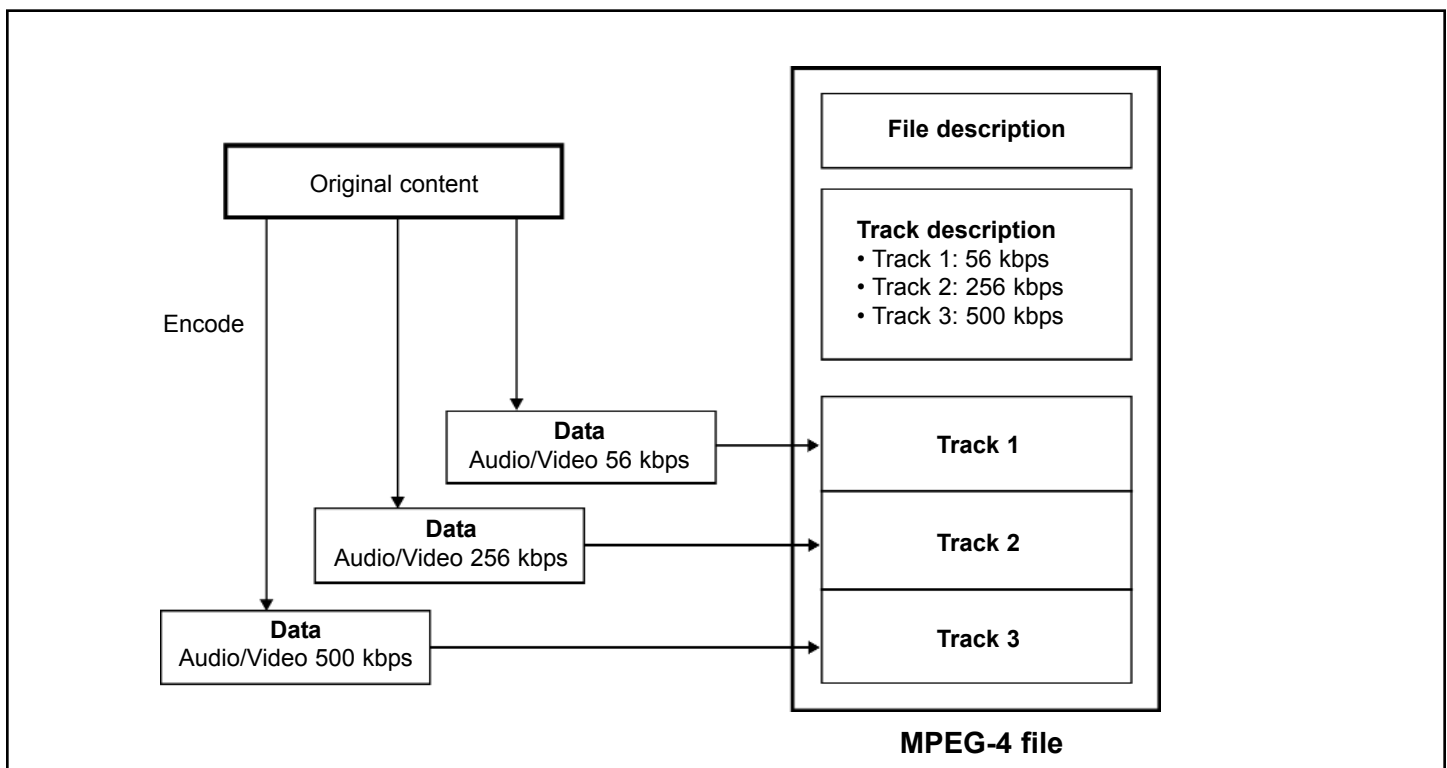 File description
Original content
Track description
• Track 1: 56 kbps
• Track 2: 256 kbps
• Track 3: 500 kbps
Encode
Data
Audio/Video 56 kbps
Track 1
Data
Audio/Video 256 kbps
Track 2
Data
Audio/Video 500 kbps
Track 3
MPEG-4 file